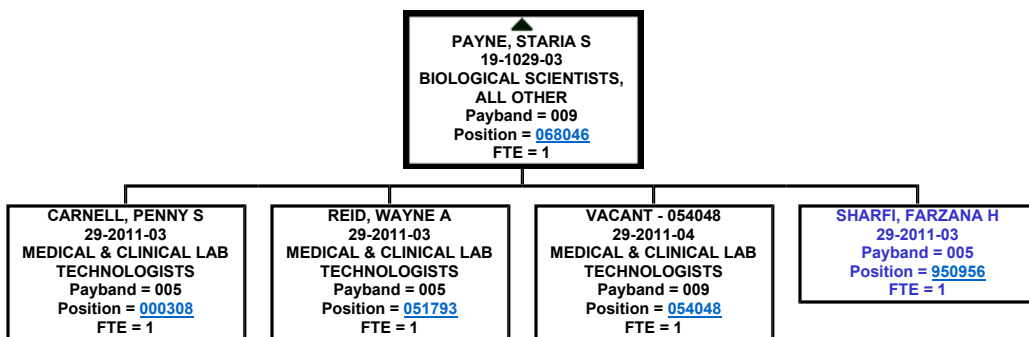 PAYNE, STARIA S
19-1029-03
BIOLOGICAL SCIENTISTS,
ALL OTHER
Payband = 009
Position = 068046
FTE = 1
CARNELL, PENNY S
29-2011-03
MEDICAL & CLINICAL LAB
TECHNOLOGISTS
Payband = 005
Position = 000308
FTE = 1
REID, WAYNE A
29-2011-03
MEDICAL & CLINICAL LAB
TECHNOLOGISTS
Payband = 005
Position = 051793
FTE = 1
VACANT - 054048
29-2011-04
MEDICAL & CLINICAL LAB
TECHNOLOGISTS
Payband = 009
Position = 054048
FTE = 1
SHARFI, FARZANA H
29-2011-03
Payband = 005
Position = 950956
FTE = 1